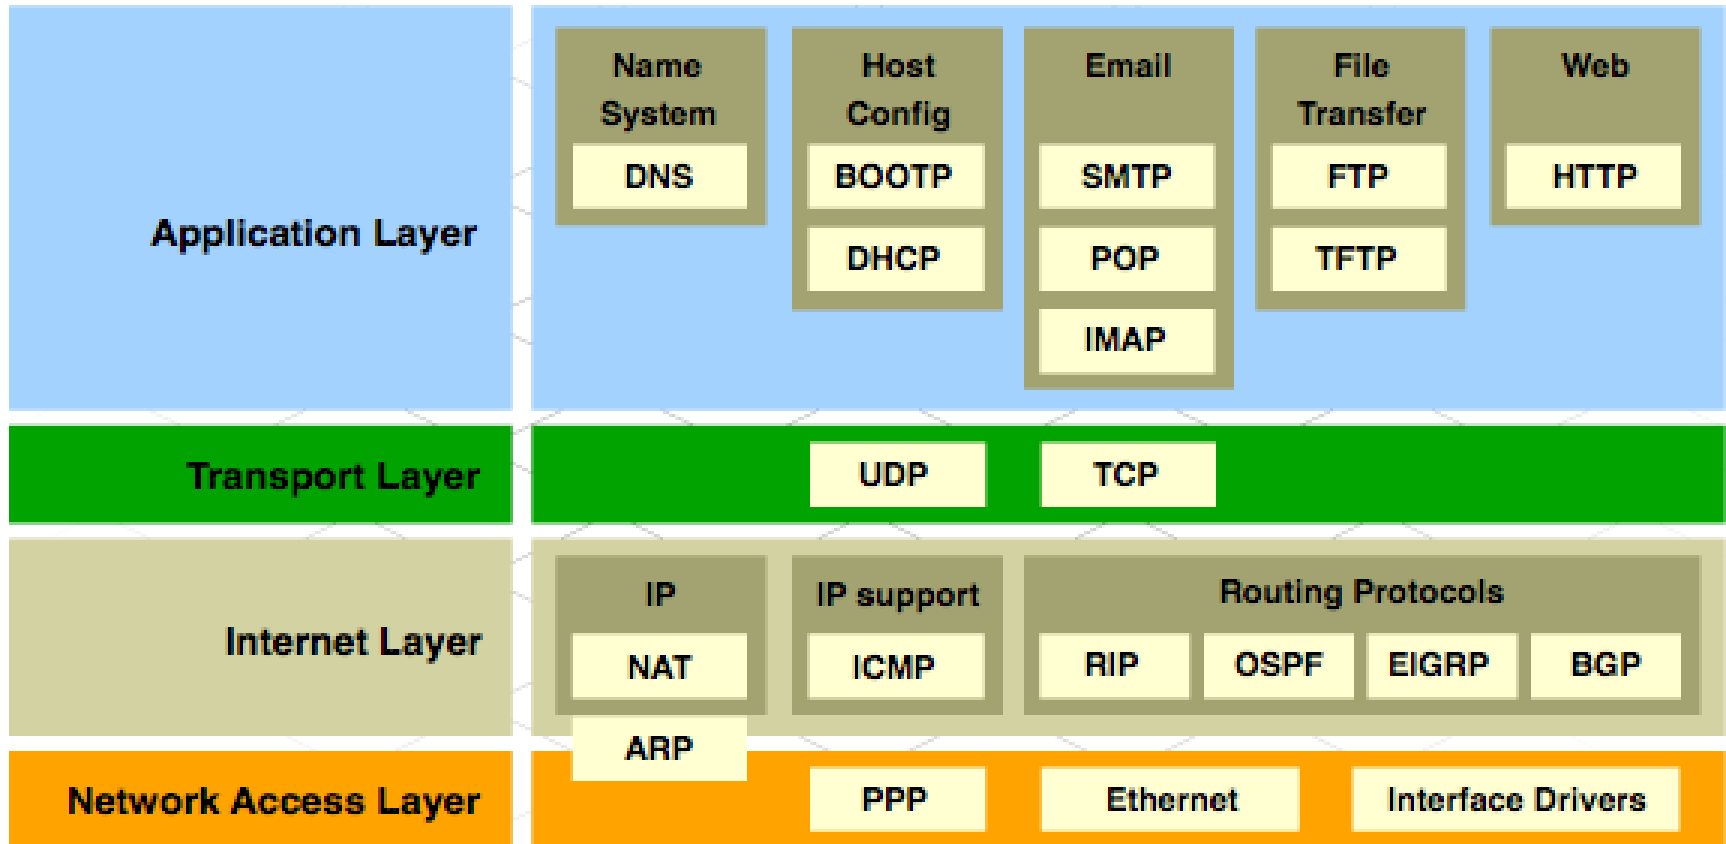 Application Layer
Name
System
DNS
Host
Config
BOOTP
DHCP
Email
SMTP
POP
IMAP
File
Transfer
FTP
TFTP
Web
HTTP
Transport Layer
UDP
TCP
Internet Layer
IP
NAT
ARP
IP support
ICMP
Routing Protocols
RIP
OSPF
EIGRP
BGP
Network Access Layer
PPP
Ethernet
Interface Drivers